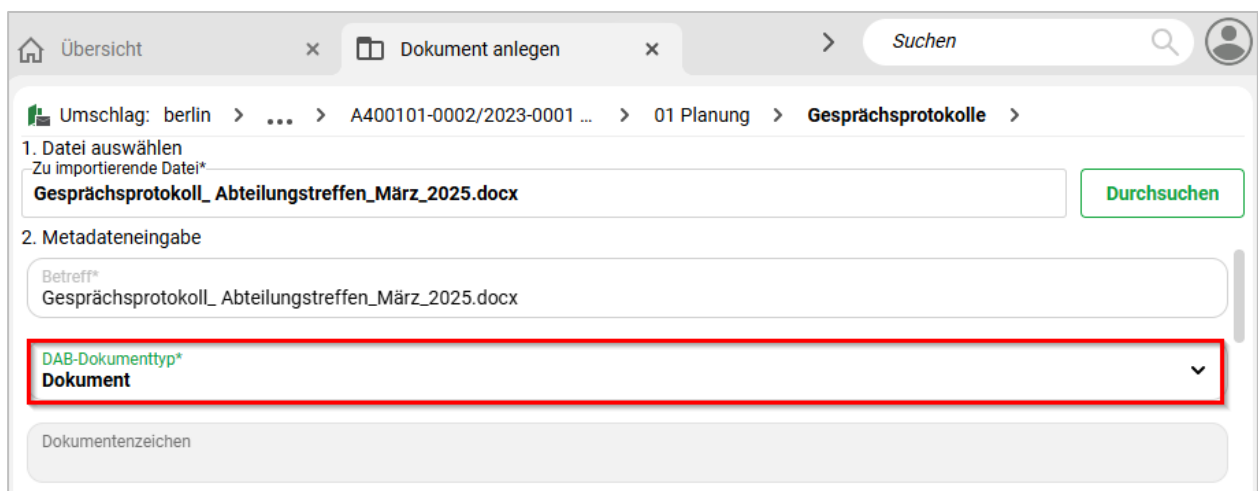 Übersicht × Dokument anlegen × > Suchen
Umschlag: berlin > ... > A400101-0002/2023-0001 ... > 01 Planung > Gesprächsprotokolle >
1. Datei auswählen
Zu importierende Datei*
Gesprächsprotokoll_ Abteilungstreffen_März_2025.docx
Durchsuchen
2. Metadateneingabe
Betreff*
Gesprächsprotokoll_ Abteilungstreffen_März_2025.docx
DAB-Dokumenttyp*
Dokument
Dokumentenzeichen